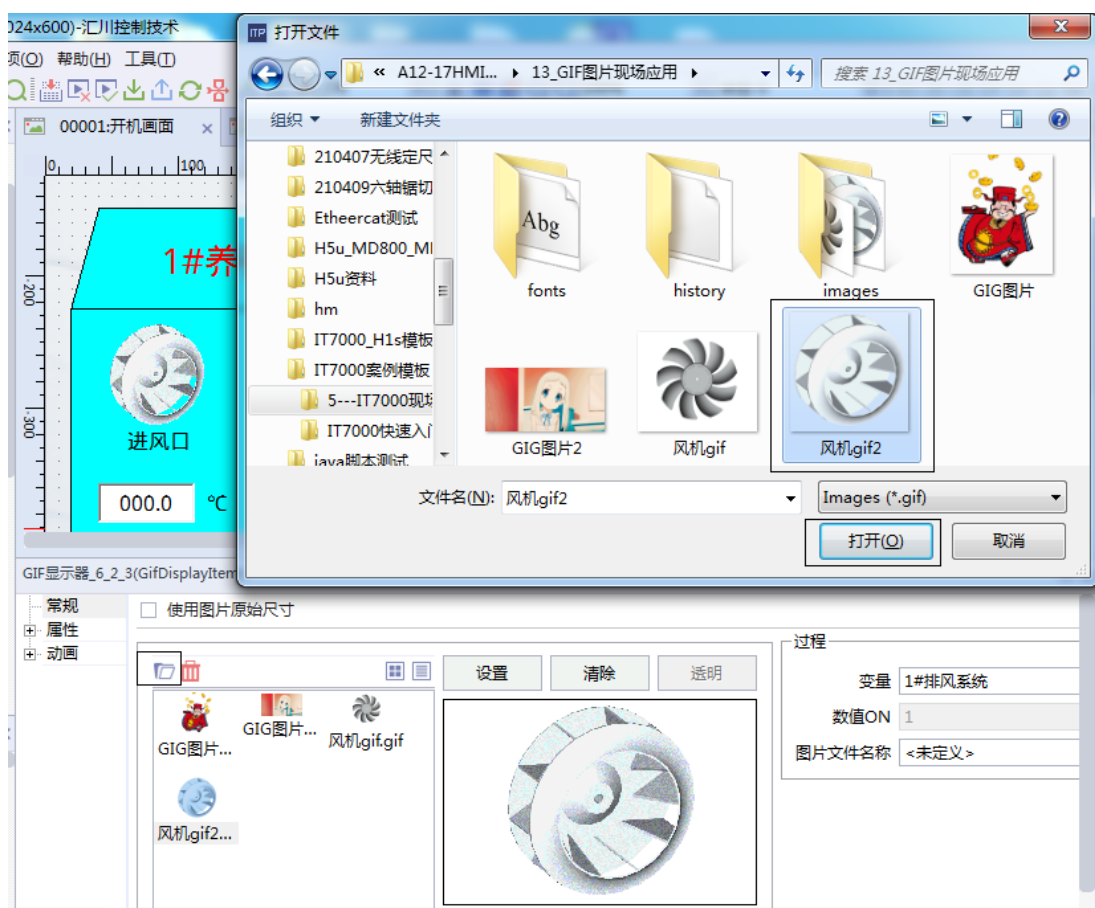 024x600)-汇川控制技术
项(O) 帮助(H) 工具(T)
00001:开机画面
0 100
200
300
1#养
进风口
000.0 ℃
ITP 打开文件
« A12-17HMI... 13_GIF图片现场应用
搜索 13_GIF图片现场应用
组织 新建文件夹
210407无线定尺
210409六轴锯切
Etheercat测试
H5u_MD800_MI
H5u资料
hm
IT7000_H1s模板
IT7000案例模板
5---IT7000现场
IT7000快速入门
java脚本测试
Abg
fonts
history
images
GIG图片
GIG图片2
风机gif
风机gif2
文件名(N): 风机gif2
Images (*.gif)
打开(O) 取消
GIF显示器_6_2_3(GifDisplayItem
常规
属性
动画
使用图片原始尺寸
设置 清除 透明
GIG图片...
GIG图片...
风机gif.gif
风机gif2...
过程
变量 1#排风系统
数值ON 1
图片文件名称 <未定义>